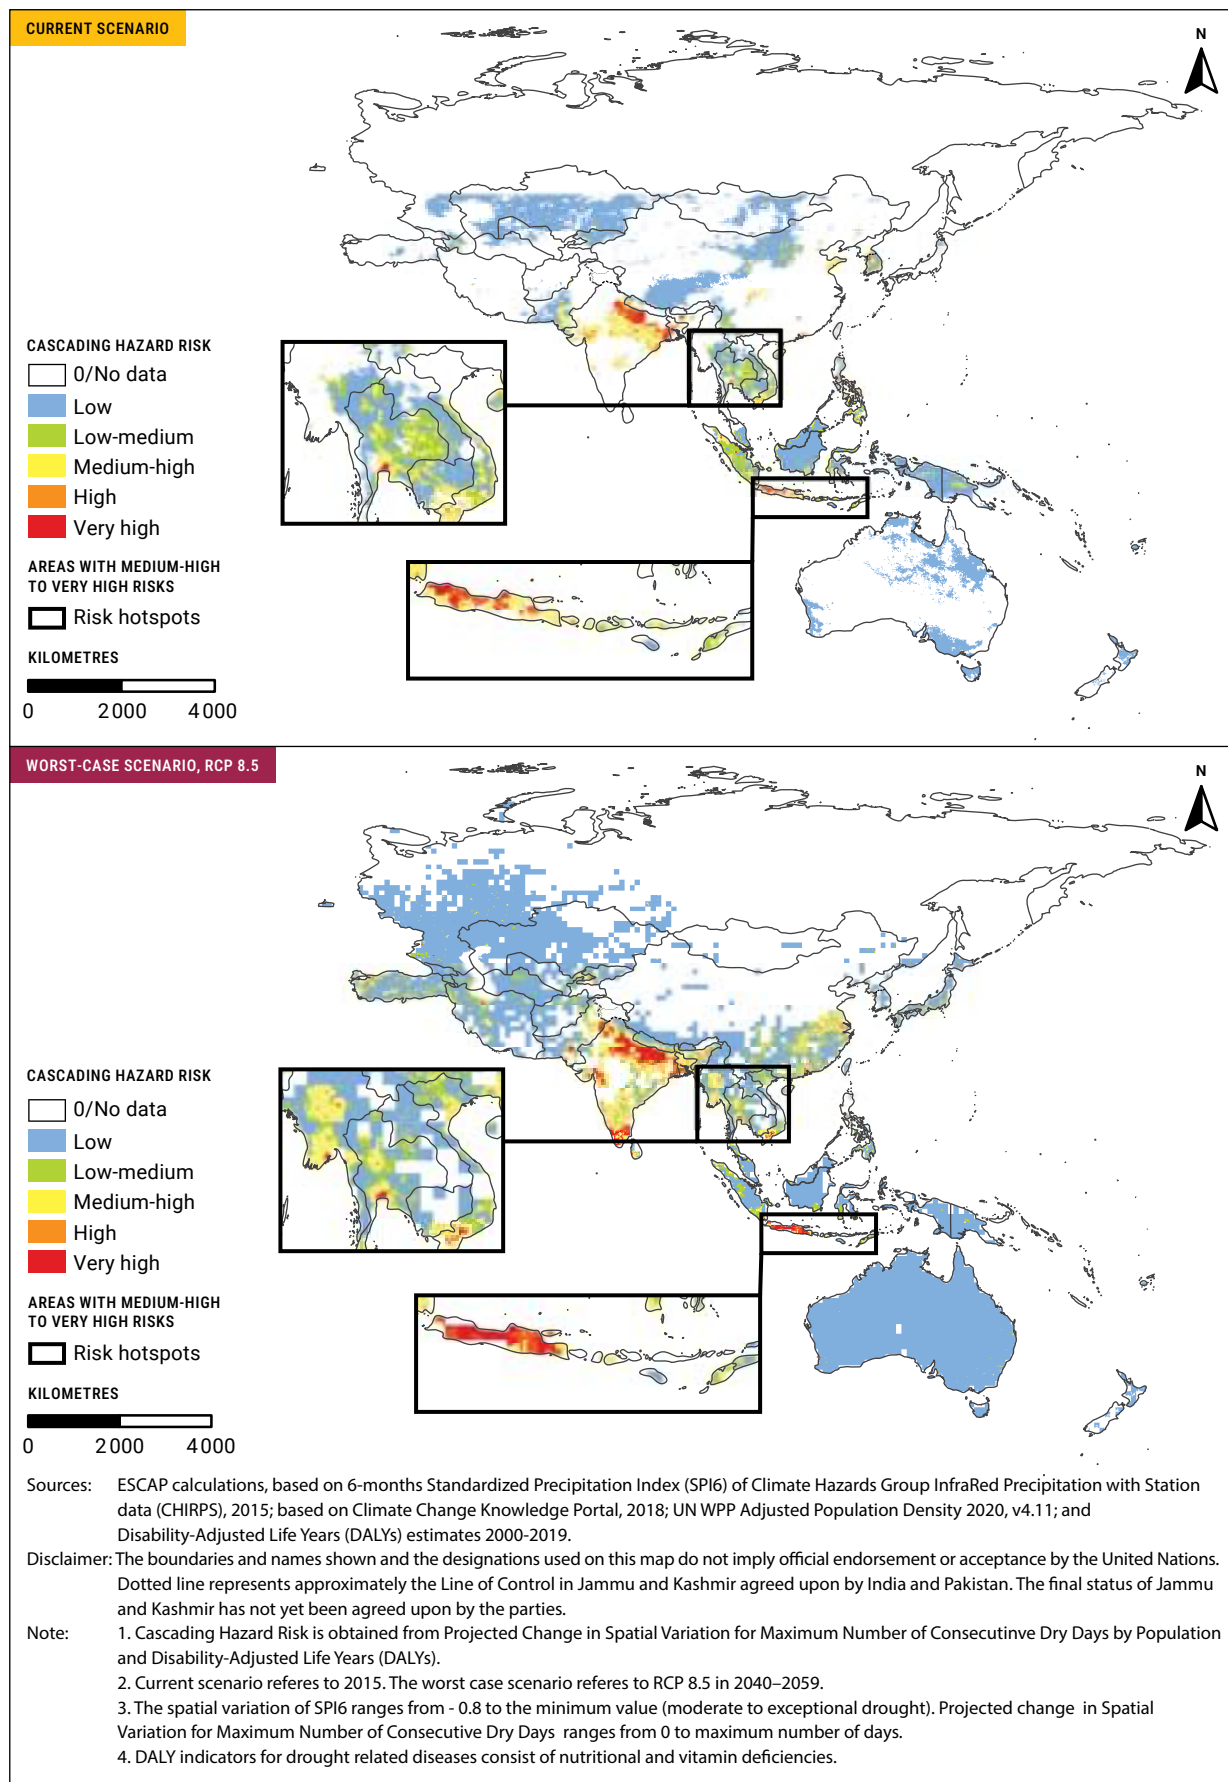 CURRENT SCENARIO
N
CASCADING HAZARD RISK
0/No data
Low
Low-medium
Medium-high
High
Very high
AREAS WITH MEDIUM-HIGH
TO VERY HIGH RISKS
Risk hotspots
KILOMETRES
0 2 000 4 000
WORST-CASE SCENARIO, RCP 8.5
N
CASCADING HAZARD RISK
0/No data
Low
Low-medium
Medium-high
High
Very high
AREAS WITH MEDIUM-HIGH
TO VERY HIGH RISKS
Risk hotspots
KILOMETRES
0 2 000 4 000
Sources: ESCAP calculations, based on 6-months Standardized Precipitation Index (SPI6) of Climate Hazards Group InfraRed Precipitation with Station
data (CHIRPS), 2015; based on Climate Change Knowledge Portal, 2018; UN WPP Adjusted Population Density 2020, v4.11; and
Disability-Adjusted Life Years (DALYs) estimates 2000-2019.
Disclaimer: The boundaries and names shown and the designations used on this map do not imply official endorsement or acceptance by the United Nations.
Dotted line represents approximately the Line of Control in Jammu and Kashmir agreed upon by India and Pakistan. The final status of Jammu
and Kashmir has not yet been agreed upon by the parties.
Note: 1. Cascading Hazard Risk is obtained from Projected Change in Spatial Variation for Maximum Number of Consecutinve Dry Days by Population
and Disability-Adjusted Life Years (DALYs).
2. Current scenario referes to 2015. The worst case scenario referes to RCP 8.5 in 2040–2059.
3. The spatial variation of SPI6 ranges from - 0.8 to the minimum value (moderate to exceptional drought). Projected change in Spatial
Variation for Maximum Number of Consecutive Dry Days ranges from 0 to maximum number of days.
4. DALY indicators for drought related diseases consist of nutritional and vitamin deficiencies.